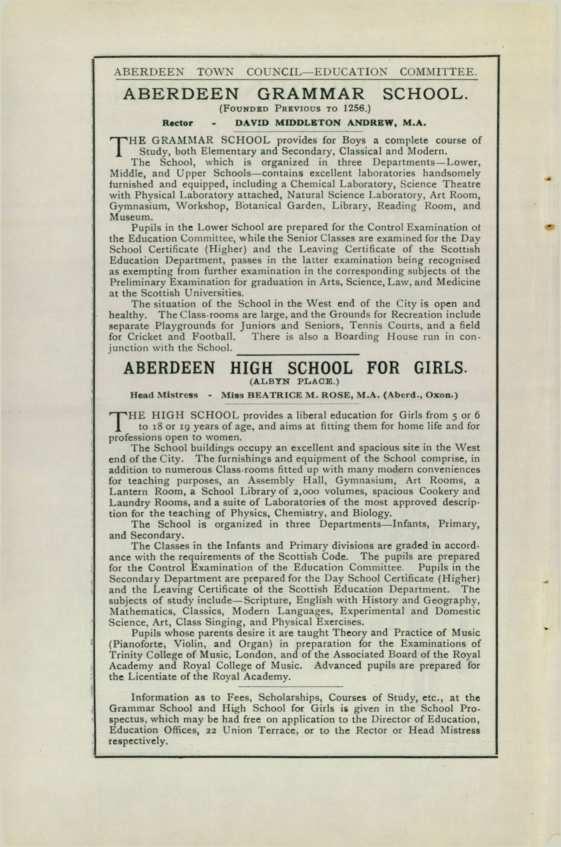 ABERDEEN TOWN COUNCIL—EDUCATION COMMITTEE.
ABERDEEN GRAMMAR SCHOOL.
(FOUNDED PREVIOUS TO 1256.)
Rector - DAVID MIDDLETON ANDREW, M.A.
THE GRAMMAR SCHOOL provides for Boys a complete course of
Study, both Elementary and Secondary, Classical and Modern.
The School, which is organized in three Departments—Lower,
Middle, and Upper Schools—contains excellent laboratories handsomely
furnished and equipped, including a Chemical Laboratory, Science Theatre
with Physical Laboratory attached, Natural Science Laboratory, Art Room,
Gymnasium, Workshop, Botanical Garden, Library, Reading Room, and
Museum.
Pupils in the Lower School are prepared for the Control Examination of
the Education Committee, while the Senior Classes are examined for the Day
School Certificate (Higher) and the Leaving Certificate of the Scottish
Education Department, passes in the latter examination being recognised
as exempting from further examination in the corresponding subjects of the
Preliminary Examination for graduation in Arts, Science, Law, and Medicine
at the Scottish Universities.
The situation of the School in the West end of the City is open and
healthy. The Class-rooms are large, and the Grounds for Recreation include
separate Playgrounds for Juniors and Seniors, Tennis Courts, and a field
for Cricket and Football. There is also a Boarding House run in con-
junction with the School.
ABERDEEN HIGH SCHOOL FOR GIRLS.
(ALBYN PLACE.)
Head Mistress - Miss BEATRICE M. ROSE, M.A. (Aberd., Oxon.)
THE HIGH SCHOOL provides a liberal education for Girls from 5 or 6
to 18 or 19 years of age, and aims at fitting them for home life and for
professions open to women.
The School buildings occupy an excellent and spacious site in the West
end of the City. The furnishings and equipment of the School comprise, in
addition to numerous Class-rooms fitted up with many modern conveniences
for teaching purposes, an Assembly Hall, Gymnasium, Art Rooms, a
Lantern Room, a School Library of 2,000 volumes, spacious Cookery and
Laundry Rooms, and a suite of Laboratories of the most approved descrip-
tion for the teaching of Physics, Chemistry, and Biology.
The School is organized in three Departments—Infants, Primary,
and Secondary.
The Classes in the Infants and Primary divisions are graded in accord-
ance with the requirements of the Scottish Code. The pupils are prepared
for the Control Examination of the Education Committee. Pupils in the
Secondary Department are prepared for the Day School Certificate (Higher)
and the Leaving Certificate of the Scottish Education Department. The
subjects of study include—Scripture, English with History and Geography,
Mathematics, Classics, Modern Languages, Experimental and Domestic
Science, Art, Class Singing, and Physical Exercises.
Pupils whose parents desire it are taught Theory and Practice of Music
(Pianoforte, Violin, and Organ) in preparation for the Examinations of
Trinity College of Music, London, and of the Associated Board of the Royal
Academy and Royal College of Music. Advanced pupils are prepared for
the Licentiate of the Royal Academy.
Information as to Fees, Scholarships, Courses of Study, etc., at the
Grammar School and High School for Girls is given in the School Pro-
spectus, which may be had free on application to the Director of Education,
Education Offices, 22 Union Terrace, or to the Rector or Head Mistress
respectively.